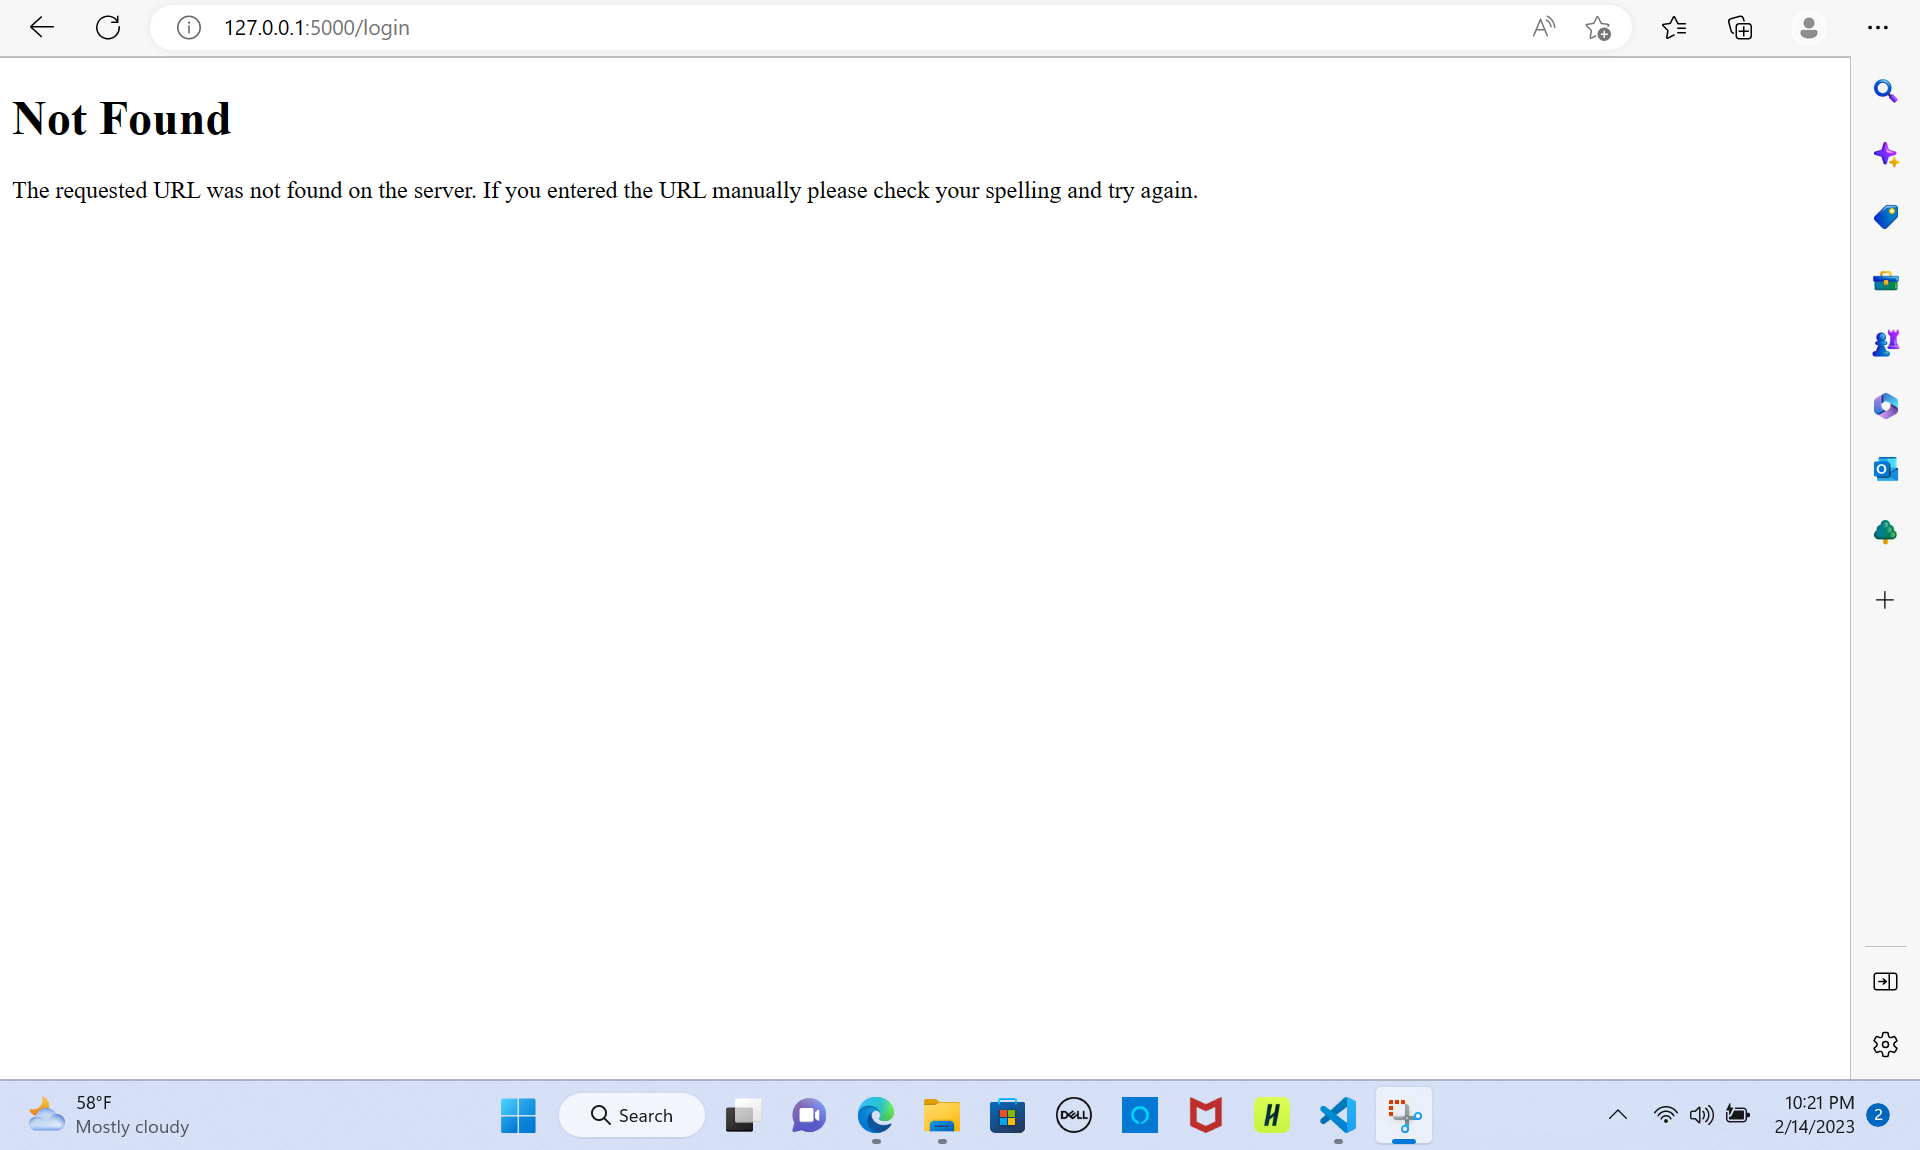 127.0.0.1:5000/login
Not Found
The requested URL was not found on the server. If you entered the URL manually please check your spelling and try again.
58°F
Mostly cloudy
Search
DELL
10:21 PM
2/14/2023
2